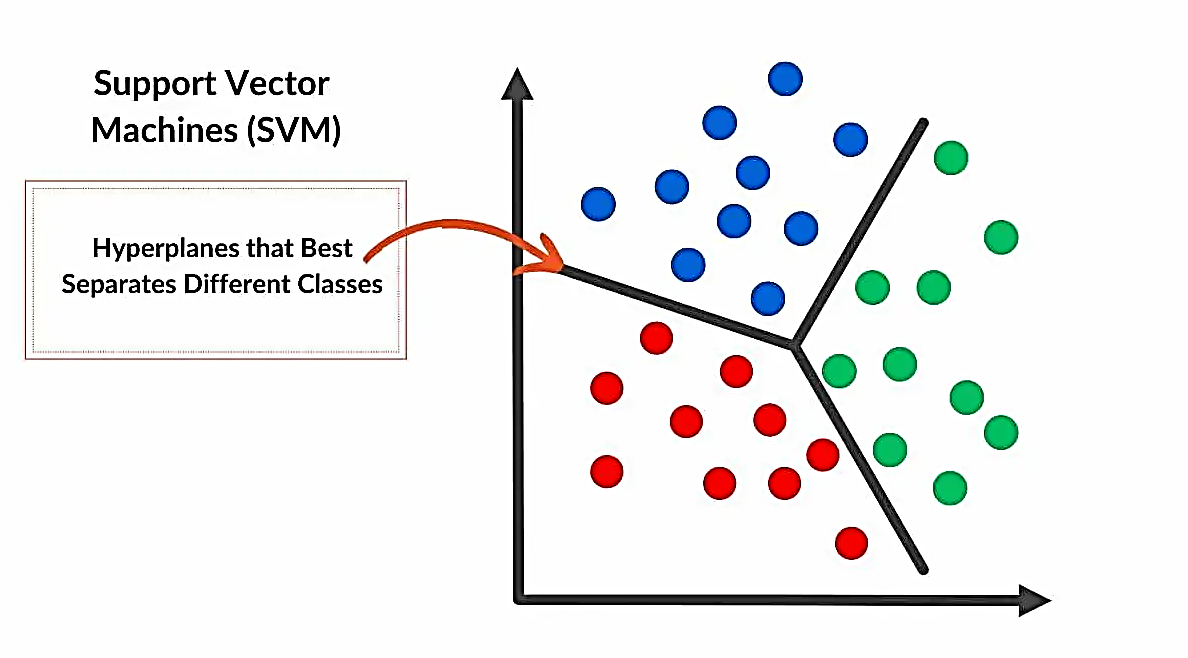 Support Vector
Machines (SVM)
Hyperplanes that Best
Separates Different Classes